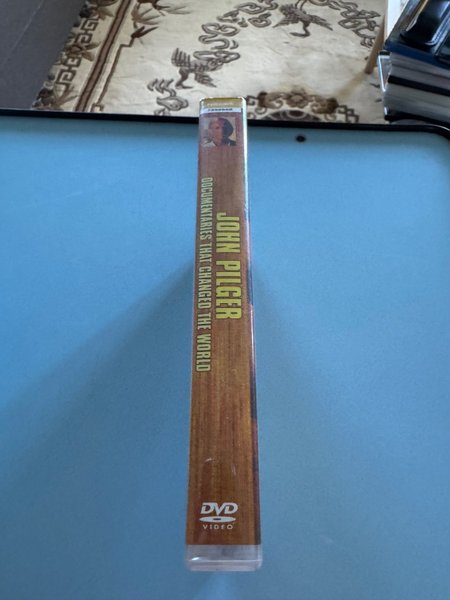 JOHN PILGER
DOCUMENTARIES THAT CHANGED THE WORLD
DVD
VIDEO